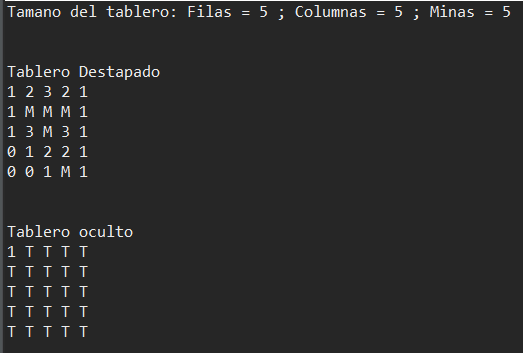 Tamano del tablero: Filas = 5 ; Columnas = 5 ; Minas = 5
Tablero Destapado
1 2 3 2 1
1 M M M 1
1 3 M 3 1
0 1 2 2 1
0 0 1 M 1
Tablero oculto
1 T T T T
T T T T T
T T T T T
T T T T T
T T T T T